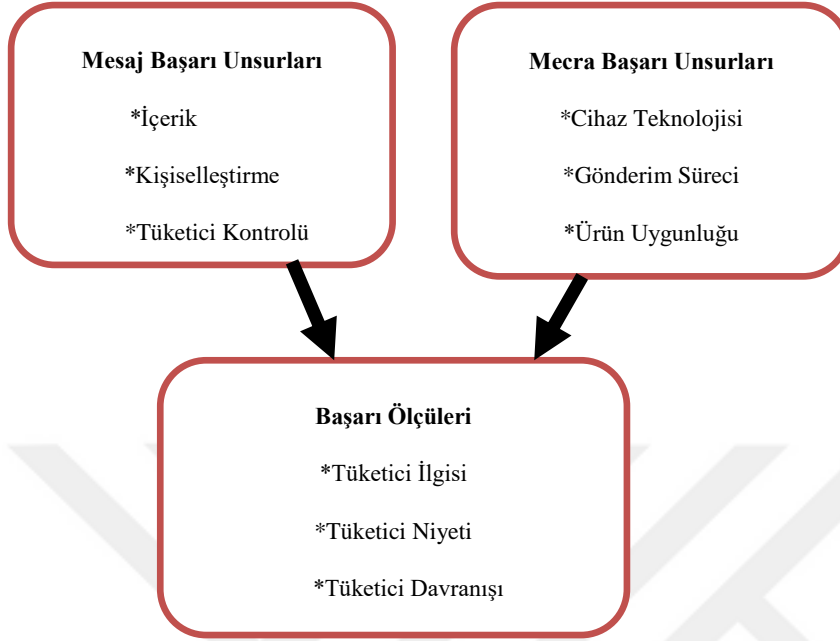 Mesaj Başarı Unsurları
*İçerik
*Kişiselleştirme
*Tüketici Kontrolü
Mecra Başarı Unsurları
*Cihaz Teknolojisi
*Gönderim Süreci
*Ürün Uygunluğu
Başarı Ölçüleri
*Tüketici İlgisi
*Tüketici Niyeti
*Tüketici Davranışı